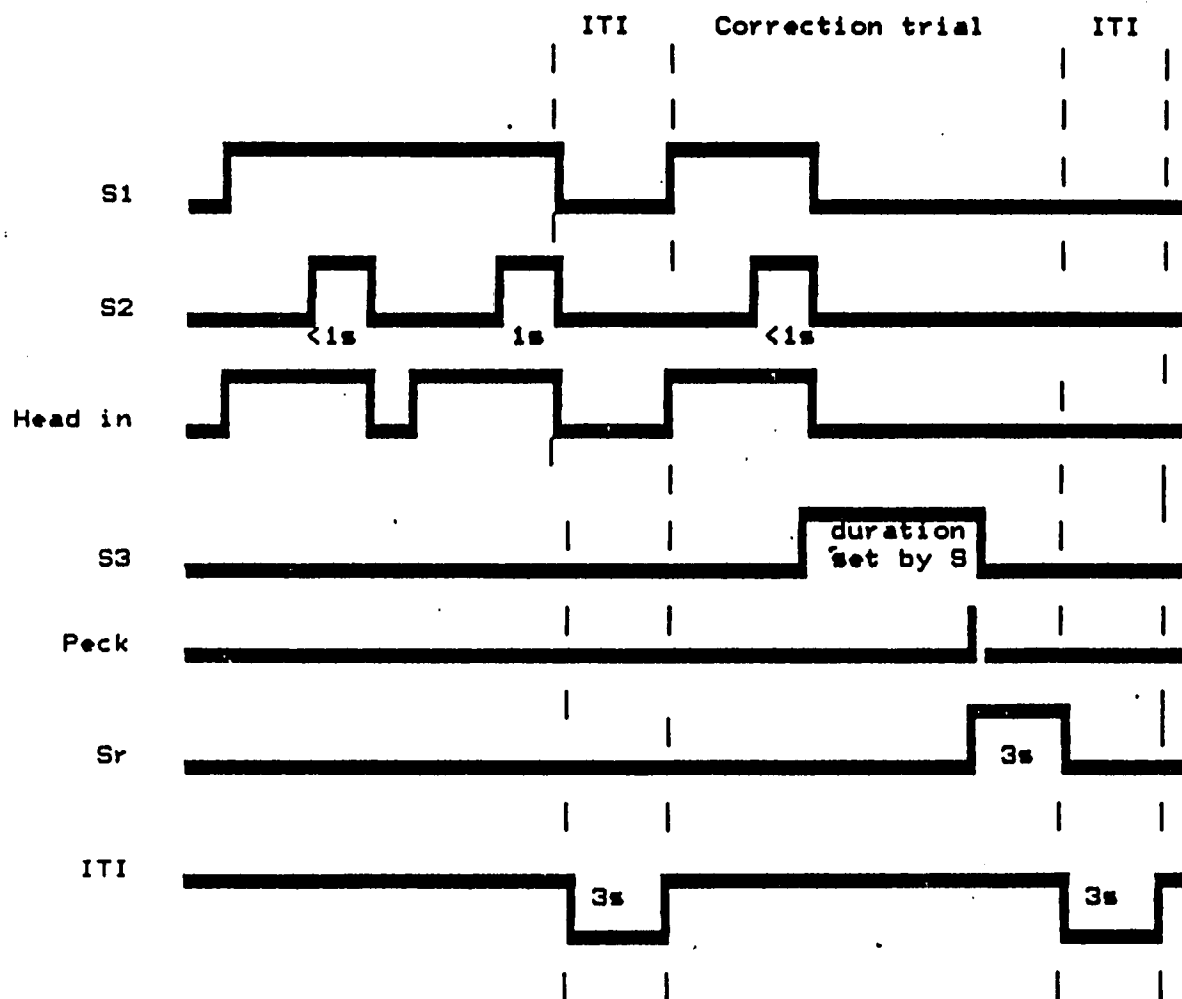 ITI Correction trial ITI
S1
S2
<1s 1s <1s
Head in
duration
S3 set by S
Peck
Sr 3s
ITI
3s 3s